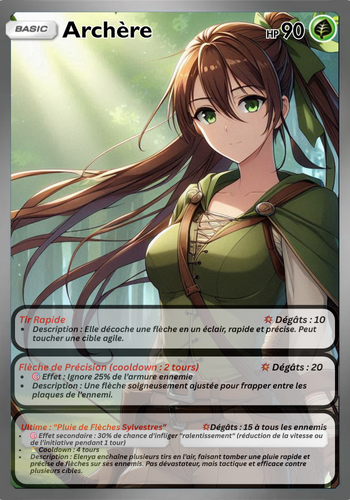 BASIC Archère HP 90
Tir Rapide Dégâts : 10
• Description : Elle décoche une flèche en un éclair, rapide et précise. Peut
toucher une cible agile.
Flèche de Précision (cooldown : 2 tours) Dégâts : 20
• Effet : Ignore 25% de l'armure ennemie
• Description : Une flèche soigneusement ajustée pour frapper entre les
plaques de l'ennemi.
Ultime : "Pluie de Flèches Sylvestres" Dégâts : 15 à tous les ennemis
• Effet secondaire : 30% de chance d'infliger "ralentissement" (réduction de la vitesse ou
de l'initiative pendant 1 tour)
• Cooldown : 4 tours
• Description : Elenya enchaîne plusieurs tirs en l'air, faisant tomber une pluie rapide et
précise de flèches sur ses ennemis. Pas dévastateur, mais tactique et efficace contre
plusieurs cibles.